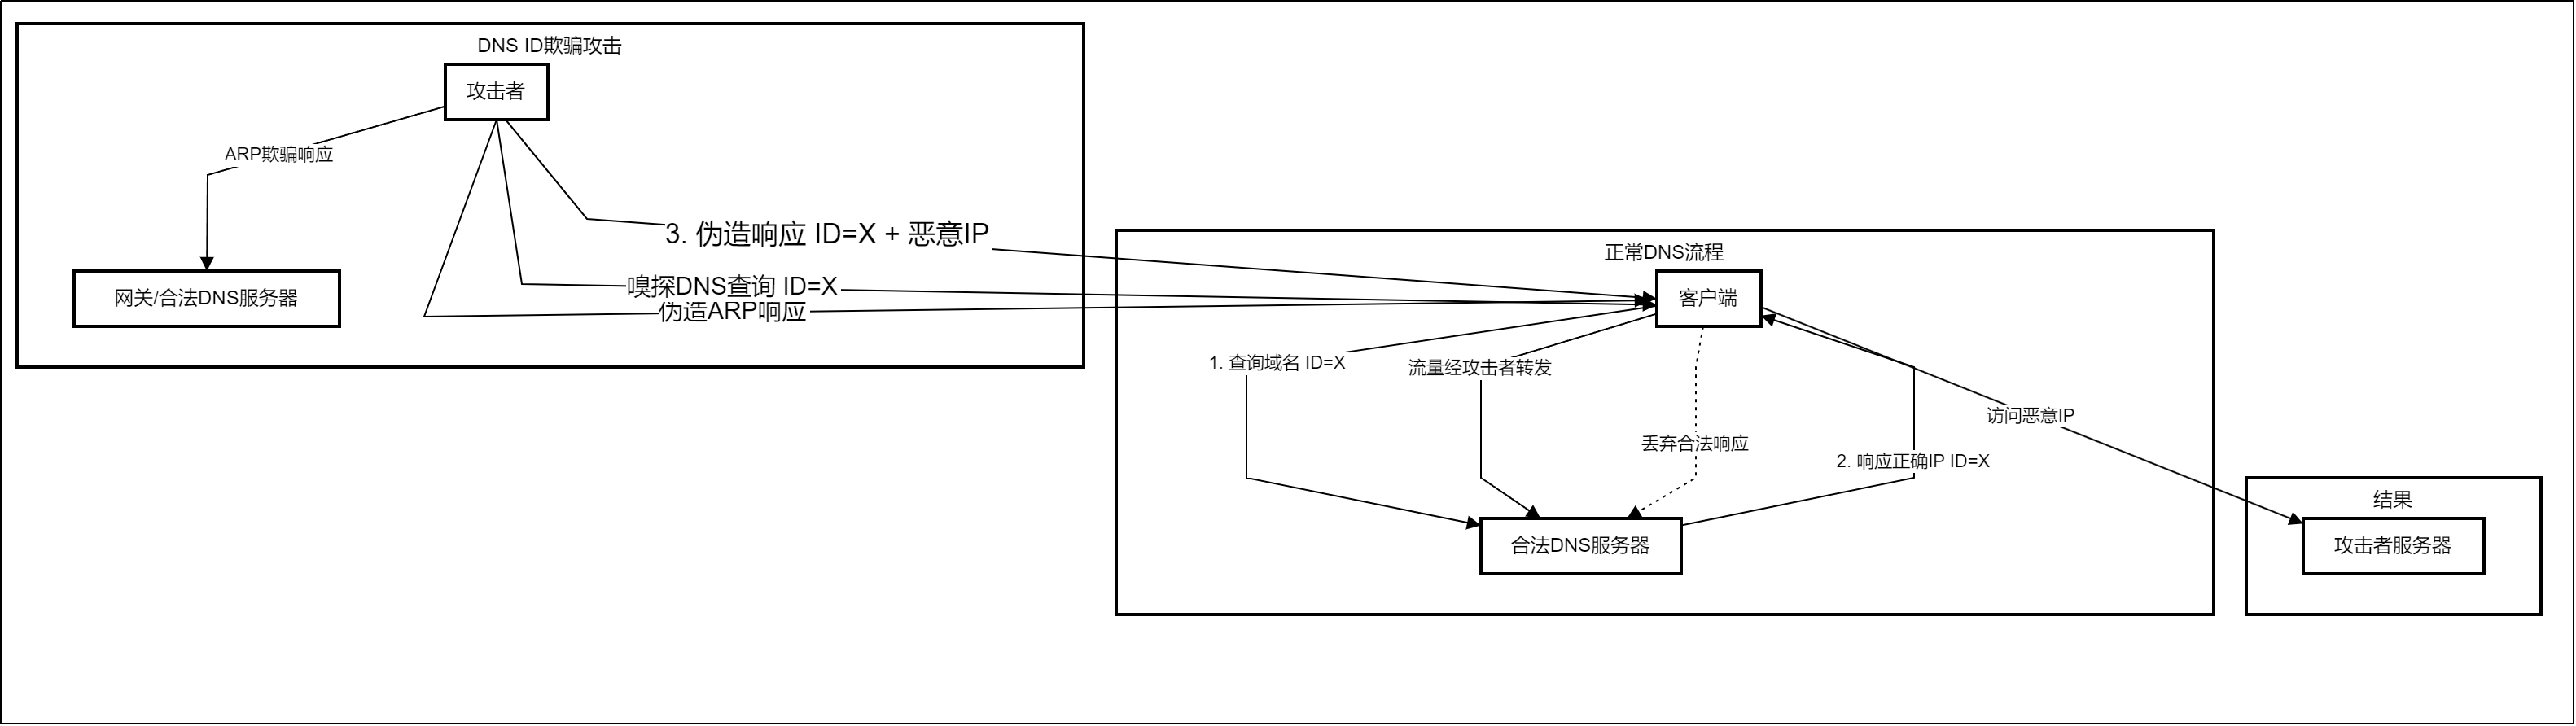 DNS ID欺骗攻击
攻击者
ARP欺骗响应
3. 伪造响应 ID=X + 恶意IP
嗅探DNS查询 ID=X
伪造ARP响应
网关/合法DNS服务器
正常DNS流程
客户端
1. 查询域名 ID=X
流量经攻击者转发
丢弃合法响应
2. 响应正确IP ID=X
合法DNS服务器
访问恶意IP
结果
攻击者服务器